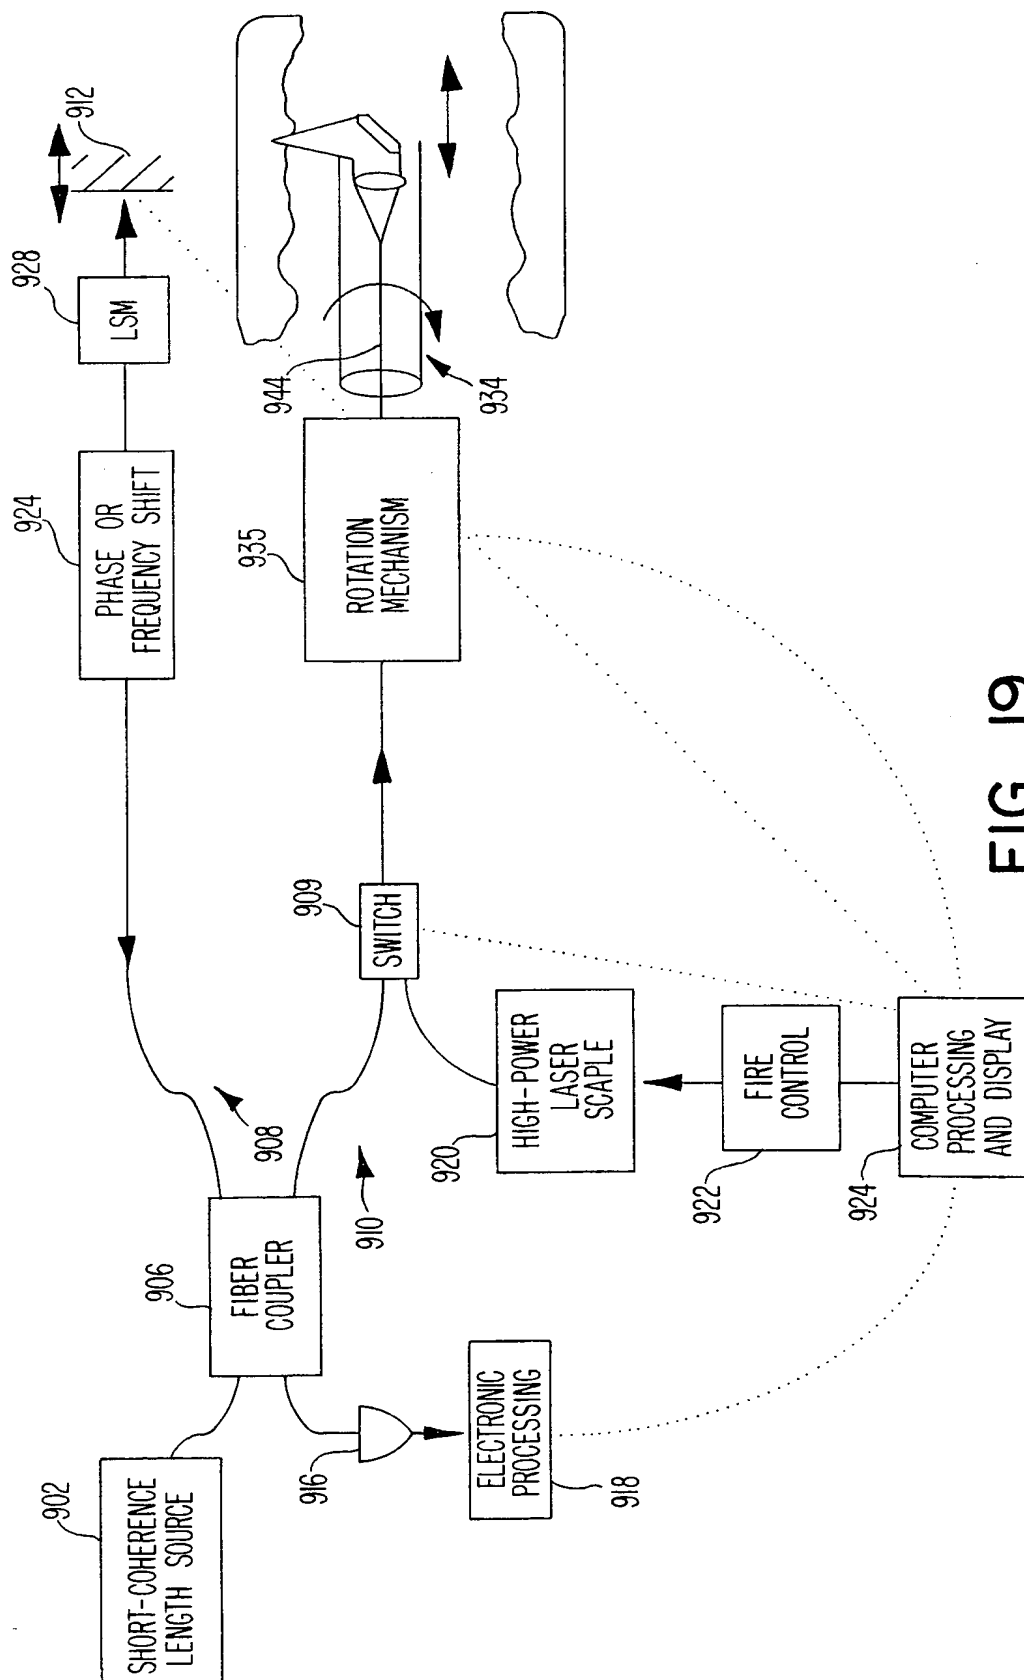 912
928
LSM
924
PHASE OR
FREQUENCY SHIFT
944
934
935
ROTATION
MECHANISM
909
SWITCH
908
910
906
FIBER
COUPLER
902
SHORT-COHERENCE
LENGTH SOURCE
916
ELECTRONIC
PROCESSING
918
920
HIGH-POWER
LASER
SCAPLE
922
FIRE
CONTROL
924
COMPUTER
PROCESSING
AND DISPLAY
FIG. 19